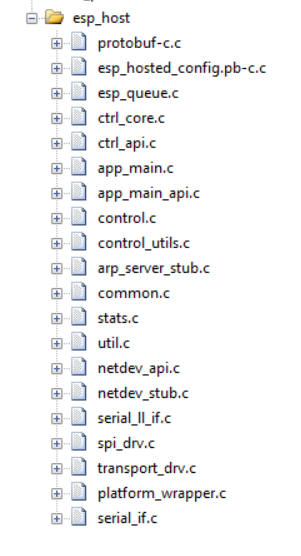 esp_host
protobuf-c.c
esp_hosted_config.pb-c.c
esp_queue.c
ctrl_core.c
ctrl_api.c
app_main.c
app_main_api.c
control.c
control_utils.c
arp_server_stub.c
common.c
stats.c
util.c
netdev_api.c
netdev_stub.c
serial_ll_if.c
spi_drv.c
transport_drv.c
platform_wrapper.c
serial_if.c